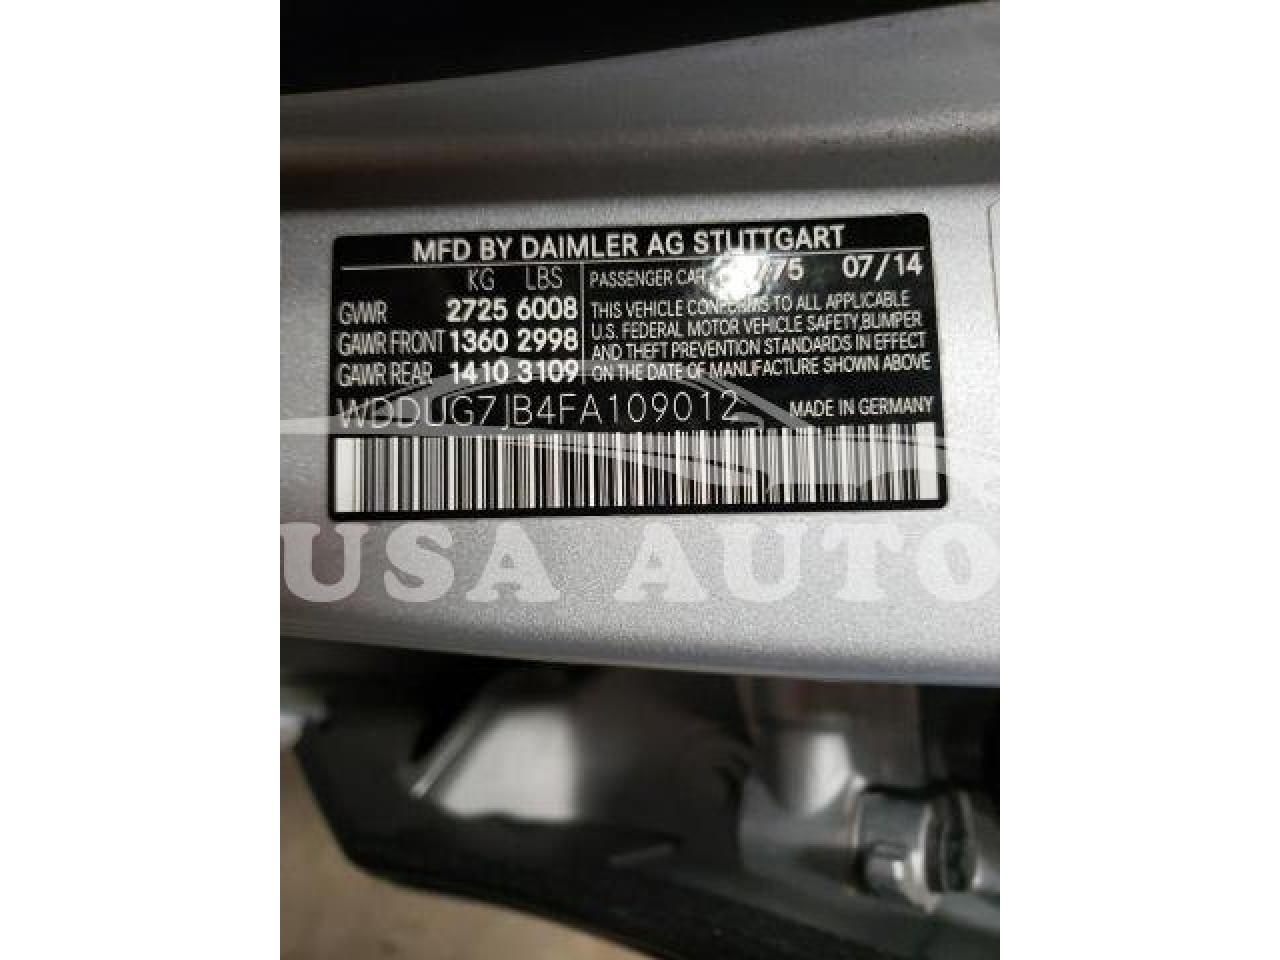 MFD BY DAIMLER AG STUTTGART
KG LBS
GVWR 2725 6008
GAWR FRONT 1360 2998
GAWR REAR 1410 3109
PASSENGER CAR 775 07/14
THIS VEHICLE CONFORMS TO ALL APPLICABLE
U.S. FEDERAL MOTOR VEHICLE SAFETY, BUMPER
AND THEFT PREVENTION STANDARDS IN EFFECT
ON THE DATE OF MANUFACTURE SHOWN ABOVE
WDDUG7JB4FA109012 MADE IN GERMANY
USA AUTO